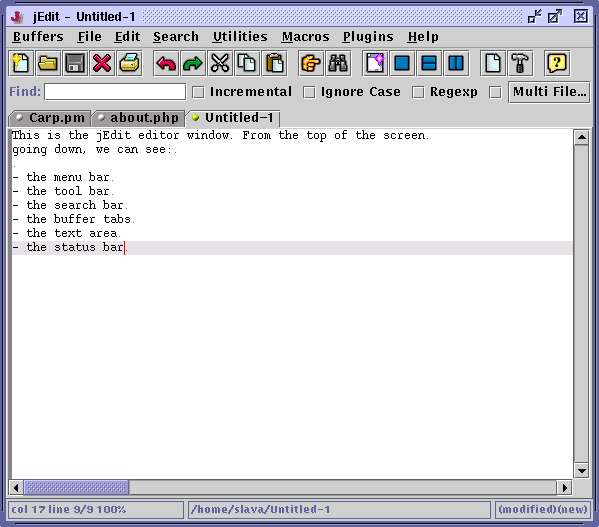 jEdit - Untitled-1
Buffers File Edit Search Utilities Macros Plugins Help
Find: Incremental Ignore Case Regexp Multi File...
Carp.pm about.php Untitled-1
This is the jEdit editor window. From the top of the screen.
going down, we can see:.
.
- the menu bar.
- the tool bar.
- the search bar.
- the buffer tabs.
- the text area.
- the status bar.
col 17 line 9/9 100% /home/slava/Untitled-1 (modified)(new)